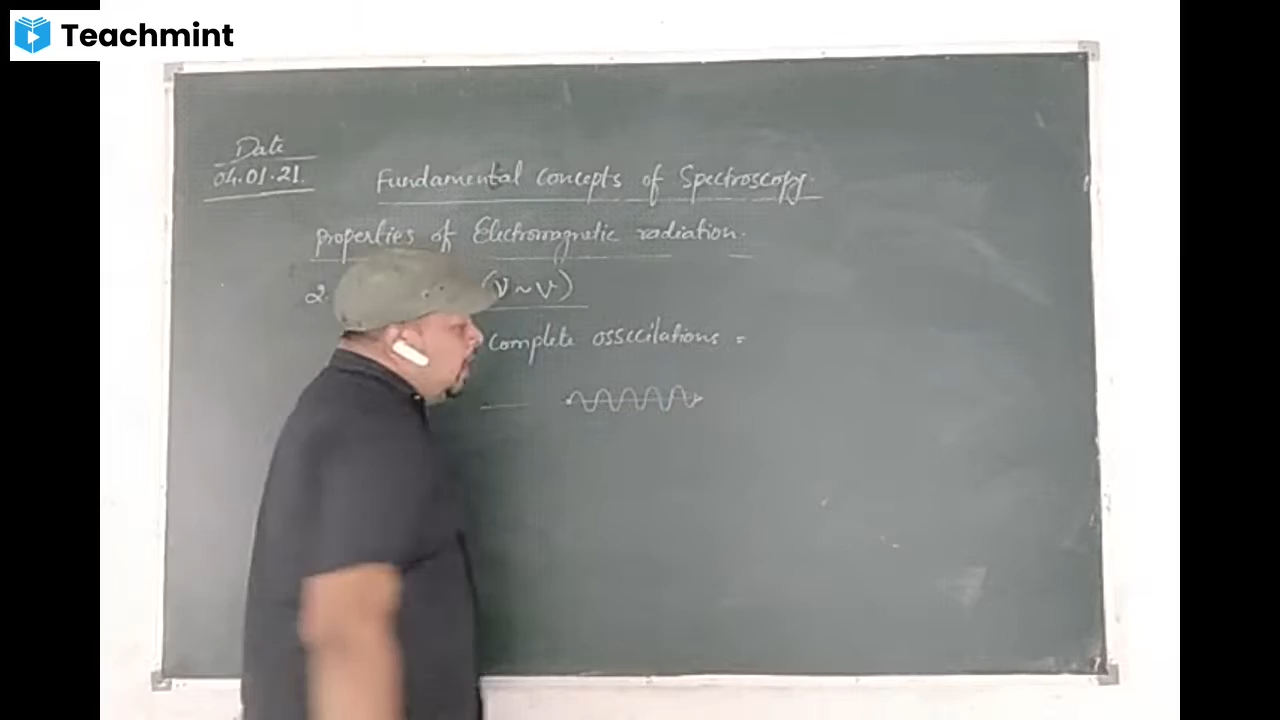 Teachmint
Date
04.01.21.
Fundamental concepts of Spectroscopy.
properties of Electromagnetic radiation.
2. (ν ~ ν)
complete osscilations =